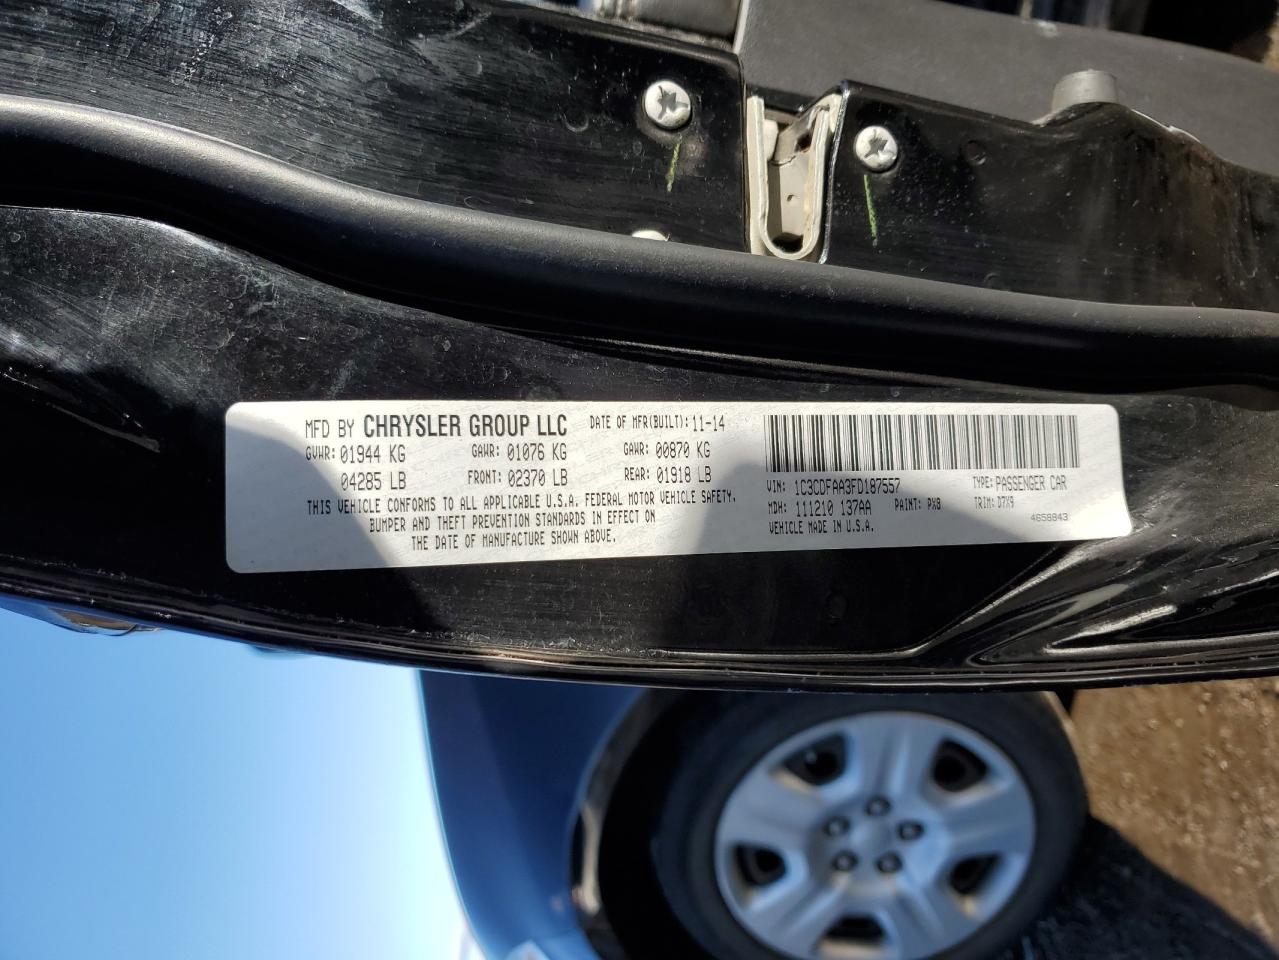 MFD BY CHRYSLER GROUP LLC DATE OF MFR(BUILT): 11-14
GVWR: 01944 KG GAWR: 01076 KG GAWR: 00870 KG
04285 LB FRONT: 02370 LB REAR: 01918 LB
THIS VEHICLE CONFORMS TO ALL APPLICABLE U.S.A. FEDERAL MOTOR VEHICLE SAFETY,
BUMPER AND THEFT PREVENTION STANDARDS IN EFFECT ON
THE DATE OF MANUFACTURE SHOWN ABOVE.
VIN: 1C3CDFAA3FD187557 TYPE: PASSENGER CAR
MDH: 111210 137AA PAINT: PX8 TRIM: D7X9
VEHICLE MADE IN U.S.A. 4658843